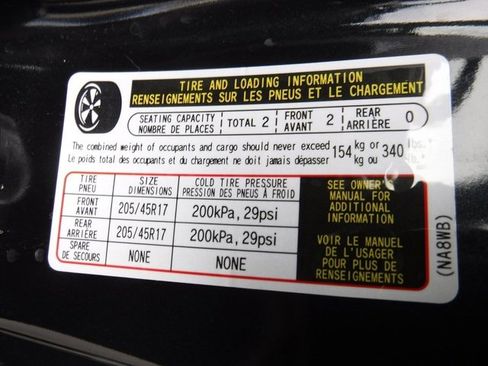 TIRE AND LOADING INFORMATION
RENSEIGNEMENTS SUR LES PNEUS ET LE CHARGEMENT
SEATING CAPACITY
NOMBRE DE PLACES
TOTAL 2
FRONT
AVANT
2
REAR
ARRIÈRE
0
The combined weight of occupants and cargo should never exceed
Le poids total des occupants et du chargement ne doit jamais dépasser
154
kg or
kg ou
340
lbs.
TIRE
PNEU
SIZE
DIMENSIONS
COLD TIRE PRESSURE
PRESSION DES PNEUS À FROID
FRONT
AVANT
205/45R17
200kPa, 29psi
REAR
ARRIÈRE
205/45R17
200kPa, 29psi
SPARE
DE SECOURS
NONE
NONE
SEE OWNER'S
MANUAL FOR
ADDITIONAL
INFORMATION
VOIR LE MANUEL
DE L'USAGER
POUR PLUS DE
RENSEIGNEMENTS
(NA8WB)